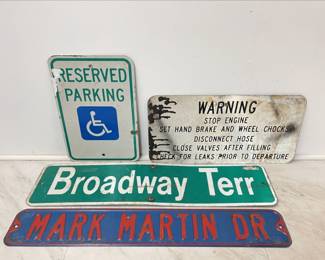 RESERVED
PARKING
WARNING
STOP ENGINE
SET HAND BRAKE AND WHEEL CHOCKS
DISCONNECT HOSE
CLOSE VALVES AFTER FILLING
CHECK FOR LEAKS PRIOR TO DEPARTURE
Broadway Terr
MARK MARTIN DR